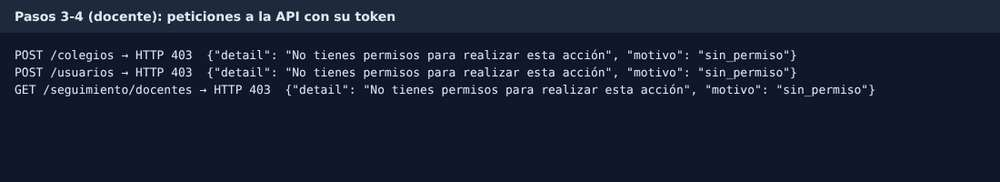 Pasos 3-4 (docente): peticiones a la API con su token
POST /colegios → HTTP 403  {"detail": "No tienes permisos para realizar esta acción", "motivo": "sin_permiso"}
POST /usuarios → HTTP 403  {"detail": "No tienes permisos para realizar esta acción", "motivo": "sin_permiso"}
GET /seguimiento/docentes → HTTP 403  {"detail": "No tienes permisos para realizar esta acción", "motivo": "sin_permiso"}